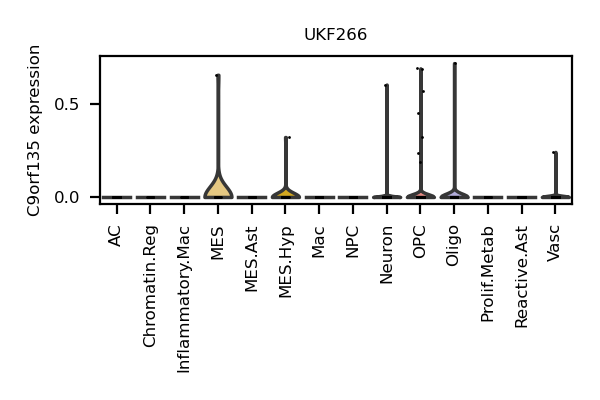 UKF266
C9orf135 expression
0.5
0.0
AC
Chromatin.Reg
Inflammatory.Mac
MES
MES.Ast
MES.Hyp
Mac
NPC
Neuron
OPC
Oligo
Prolif.Metab
Reactive.Ast
Vasc